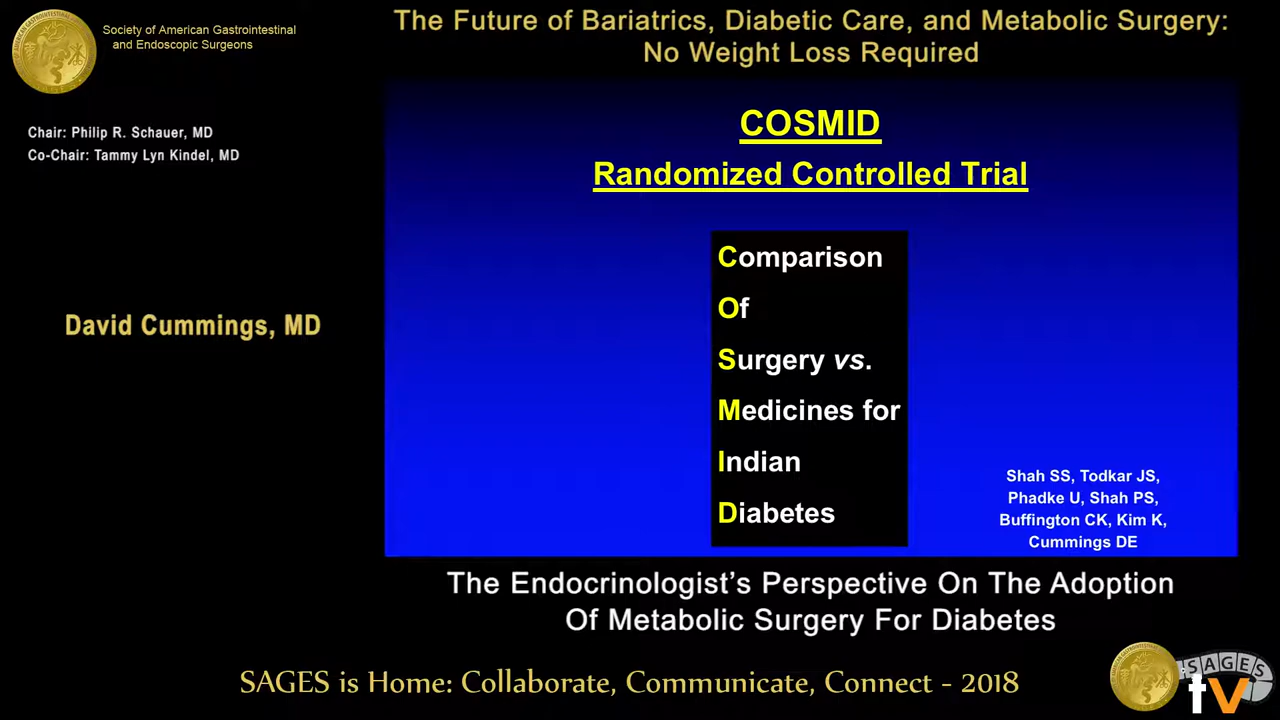 Society of American Gastrointestinal
and Endoscopic Surgeons
The Future of Bariatrics, Diabetic Care, and Metabolic Surgery:
No Weight Loss Required
Chair: Philip R. Schauer, MD
Co-Chair: Tammy Lyn Kindel, MD
David Cummings, MD
COSMID
Randomized Controlled Trial
Comparison
Of
Surgery vs.
Medicines for
Indian
Diabetes
Shah SS, Todkar JS,
Phadke U, Shah PS,
Buffington CK, Kim K,
Cummings DE
The Endocrinologist's Perspective On The Adoption
Of Metabolic Surgery For Diabetes
SAGES is Home: Collaborate, Communicate, Connect - 2018
SAGES
tv